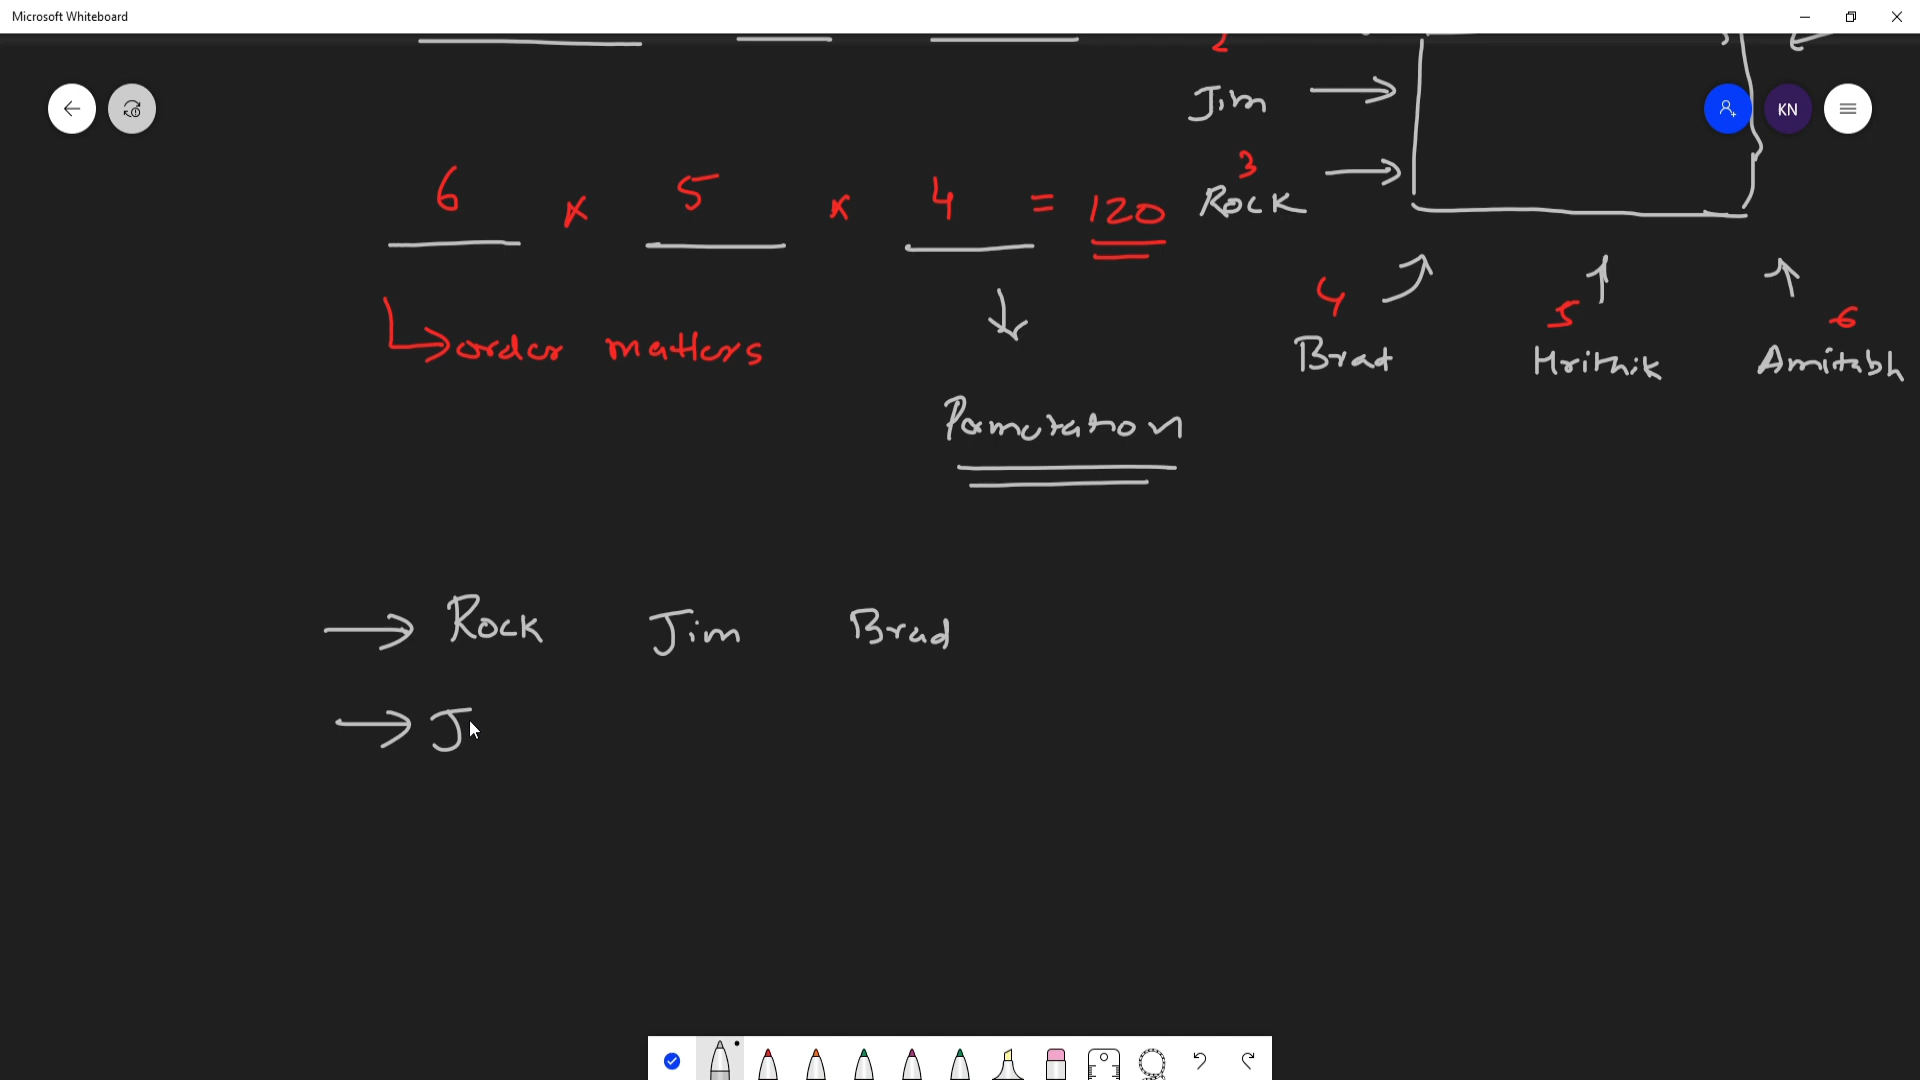 Microsoft Whiteboard
2
Jim
KN
6 x 5 x 4 = 120
3
Rock
order matters
4 5 6
Brad Hrithik Amitabh
Permutation
Rock Jim Brad
J